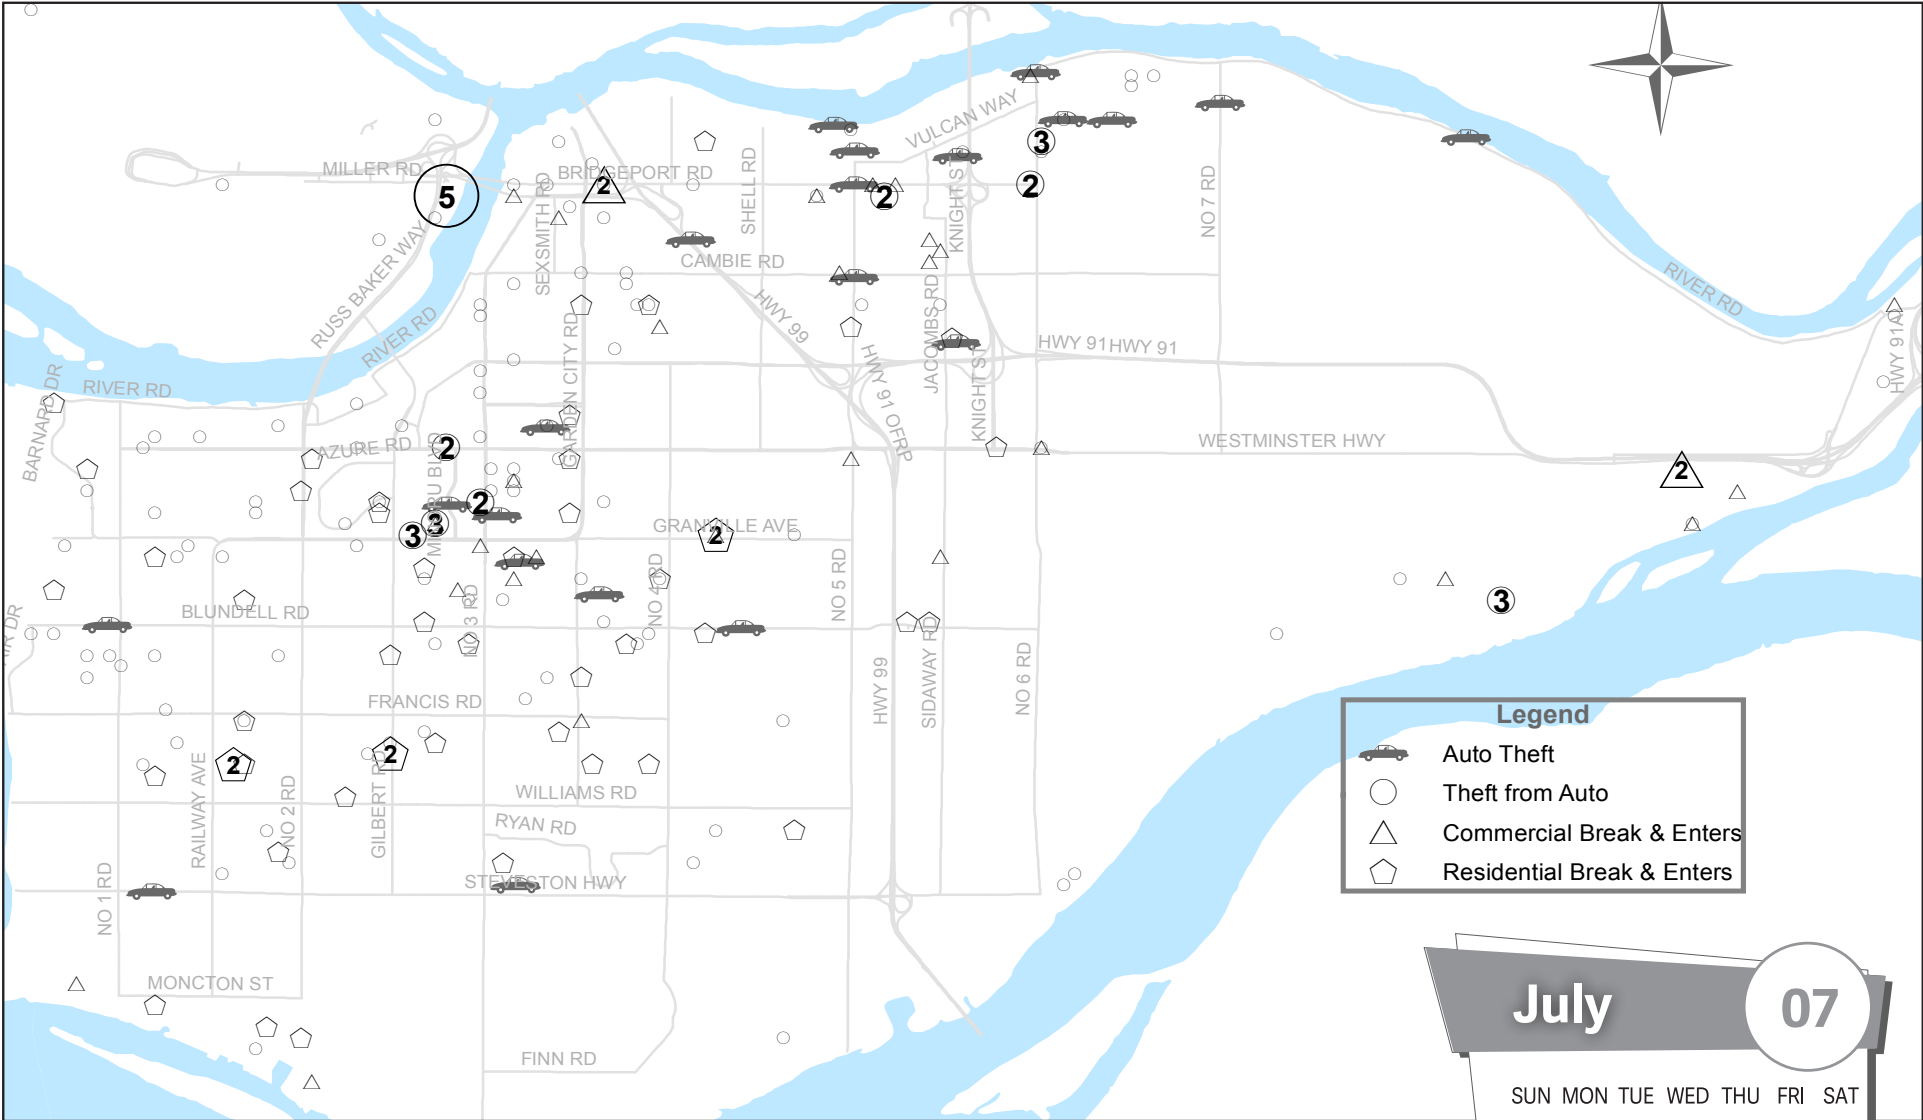 VULCAN WAY
3
MILLER RD
BRIDGEPORT RD
5
2
2
2
SEXSMITH RD
SHELL RD
KNIGHT ST
NO 7 RD
RUSS BAKER WAY
CAMBIE RD
RIVER RD
RIVER RD
HWY 99
JACOMBS RD
GARDEN CITY RD
HWY 91
HWY 91
HWY 91A
RIVER RD
BARNARD DR
HWY 91 OFRP
KNIGHT ST
AZURE RD
2
WESTMINSTER HWY
2
MINORU BLVD
2
3
3
GRANVILLE AVE
2
NO 3 RD
NO 4 RD
NO 5 RD
BLUNDELL RD
3
HWY 99
SIDAWAY RD
NO 6 RD
FRANCIS RD
2
2
RAILWAY AVE
NO 2 RD
GILBERT RD
WILLIAMS RD
RYAN RD
STEVESTON HWY
NO 1 RD
MONCTON ST
FINN RD
Legend
Auto Theft
Theft from Auto
Commercial Break & Enters
Residential Break & Enters
July
07
SUN MON TUE WED THU FRI SAT